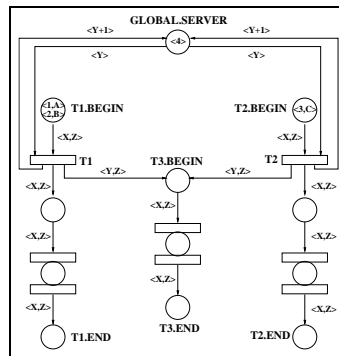 GLOBAL.SERVER
<Y+1> <4> <Y+1>
<Y> <Y>
<1,A> T1.BEGIN T2.BEGIN <3,C>
<2,B>
<X,Z> <X,Z>
T1 T3.BEGIN T2
<X,Z> <Y,Z> <Y,Z> <X,Z>
<X,Z>
<X,Z> <X,Z>
<X,Z>
<X,Z> <X,Z>
T3.END
T1.END T2.END